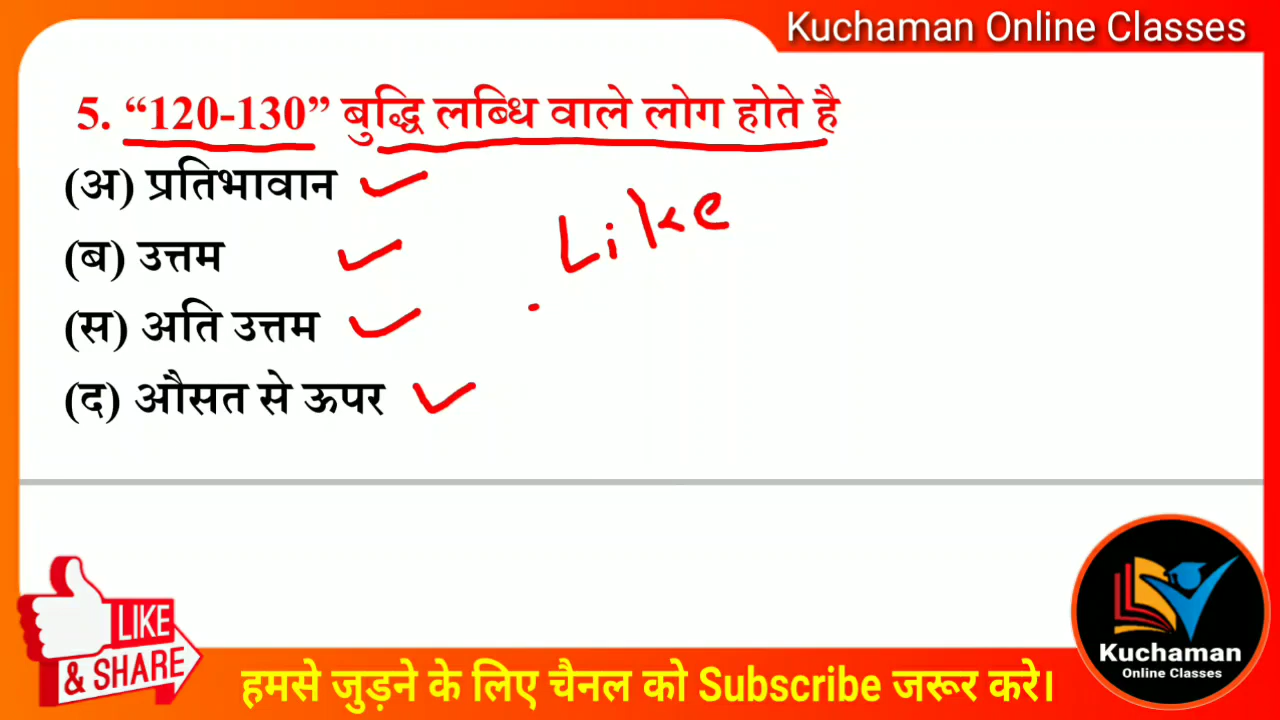 Kuchaman Online Classes
5. “120-130” बुद्धि लब्धि वाले लोग होते है
(अ) प्रतिभावान
(ब) उत्तम
Like
(स) अति उत्तम
(द) औसत से ऊपर
LIKE
& SHARE
Kuchaman
Online Classes
हमसे जुड़ने के लिए चैनल को Subscribe जरूर करे।